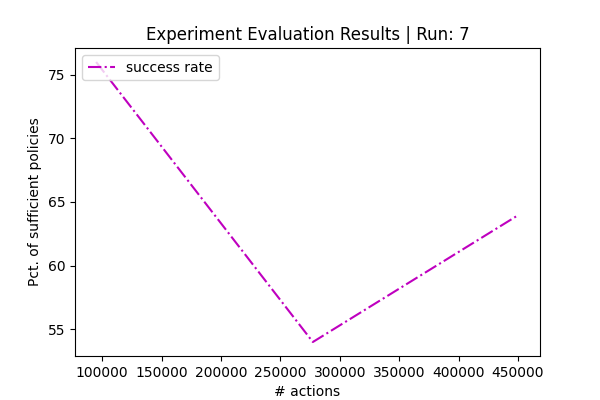 Experiment Evaluation Results | Run: 7
success rate
Pct. of sufficient policies
75
70
65
60
55
100000 150000 200000 250000 300000 350000 400000 450000
# actions